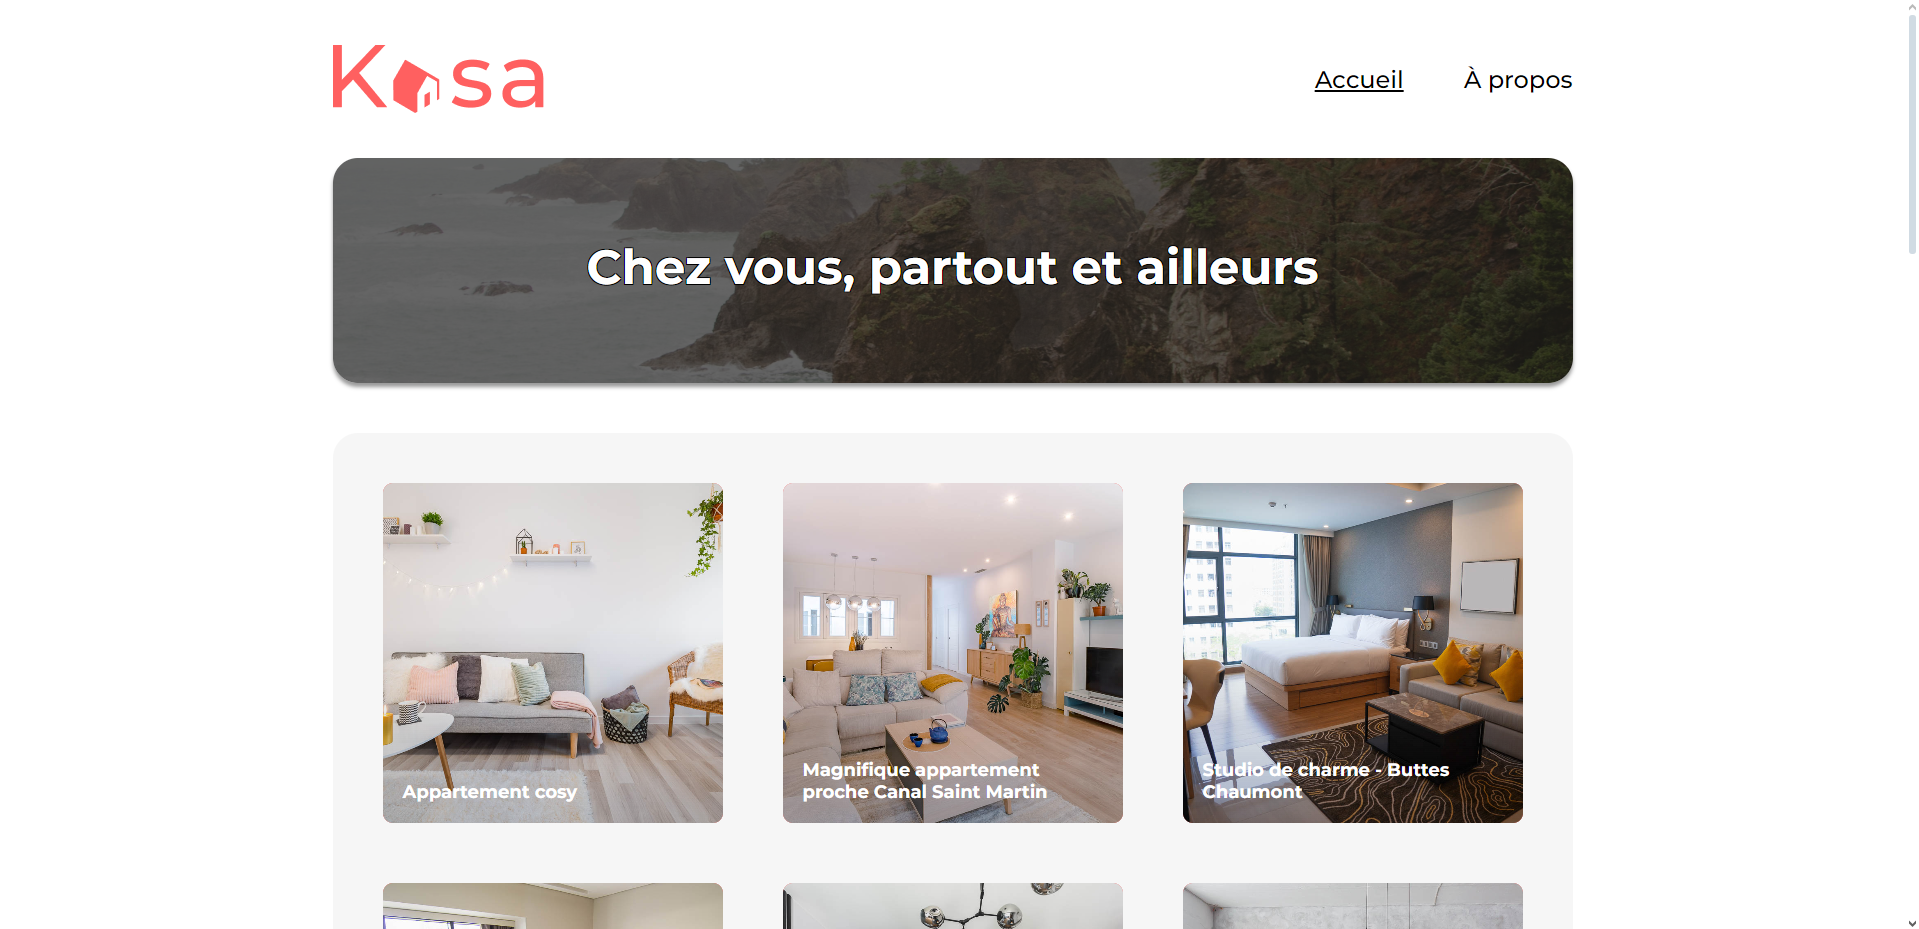 Kasa
Accueil
À propos
Chez vous, partout et ailleurs
Appartement cosy
Magnifique appartement
proche Canal Saint Martin
Studio de charme - Buttes
Chaumont